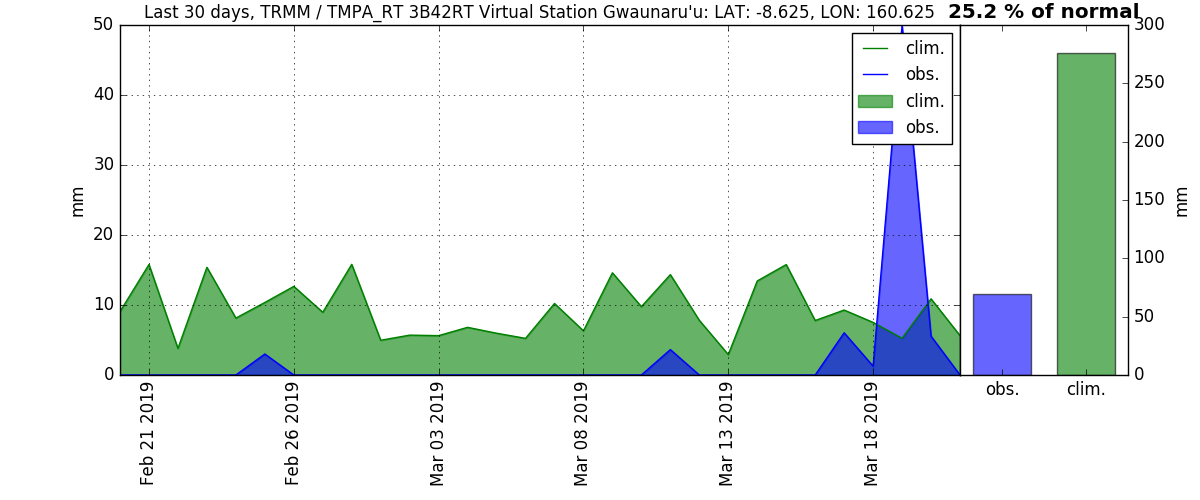 Last 30 days, TRMM / TMPA_RT 3B42RT Virtual Station Gwaunaru'u: LAT: -8.625, LON: 160.625
25.2 % of normal
50
40
30
20
10
0
mm
clim.
obs.
clim.
obs.
Feb 21 2019
Feb 26 2019
Mar 03 2019
Mar 08 2019
Mar 13 2019
Mar 18 2019
300
250
200
150
100
50
0
mm
obs.
clim.